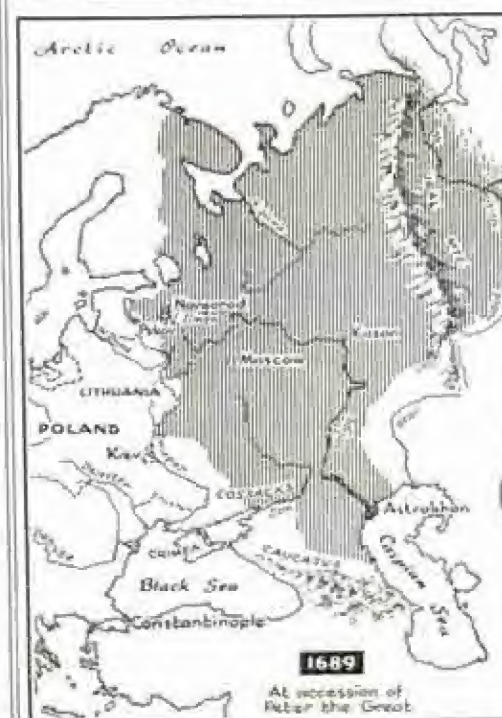 Arctic Ocean
Novgorod
Pskov
Kazan
Moscow
LITHUANIA
POLAND
Kiev
COSSACKS
Astrakhan
CRIMEA
CAUCASUS
Caspian Sea
Black Sea
Constantinople
1689
At accession of
Peter the Great